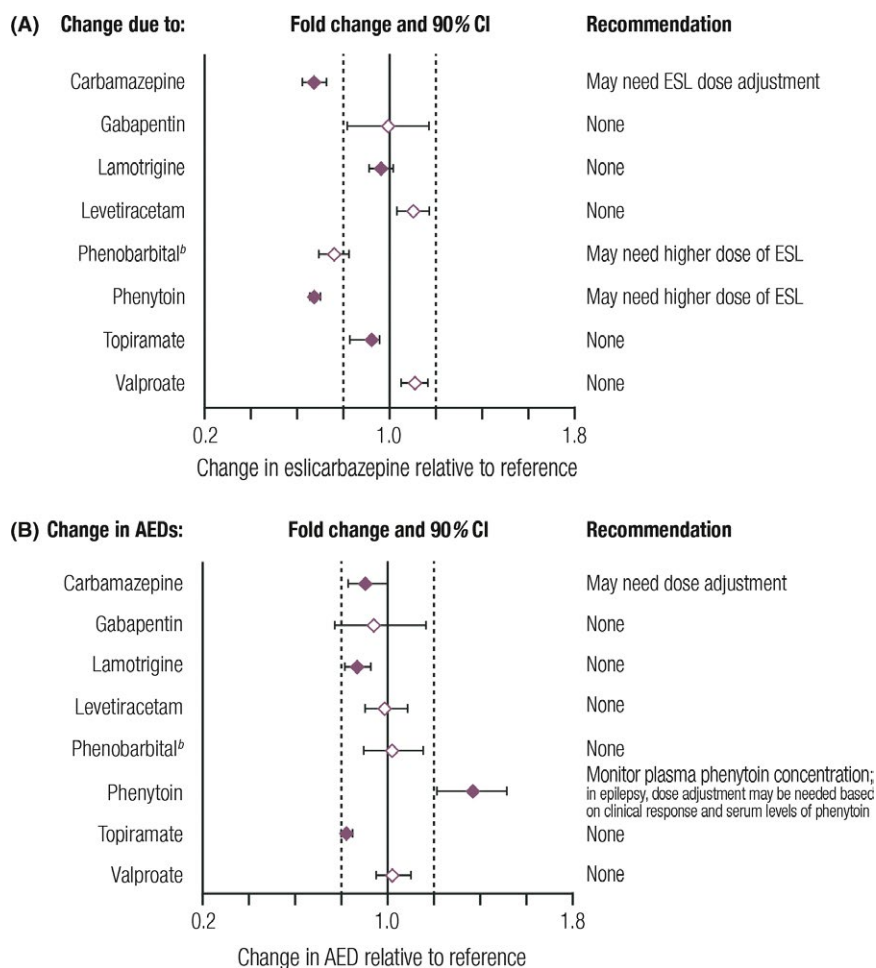 (A) Change due to: Fold change and 90% CI Recommendation
Carbamazepine May need ESL dose adjustment
Gabapentin None
Lamotrigine None
Levetiracetam None
Phenobarbitalb May need higher dose of ESL
Phenytoin May need higher dose of ESL
Topiramate None
Valproate None
0.2 1.0 1.8
Change in eslicarbazepine relative to reference
(B) Change in AEDs: Fold change and 90% CI Recommendation
Carbamazepine May need dose adjustment
Gabapentin None
Lamotrigine None
Levetiracetam None
Phenobarbitalb None
Phenytoin Monitor plasma phenytoin concentration;
in epilepsy, dose adjustment may be needed based
on clinical response and serum levels of phenytoin
Topiramate None
Valproate None
0.2 1.0 1.8
Change in AED relative to reference